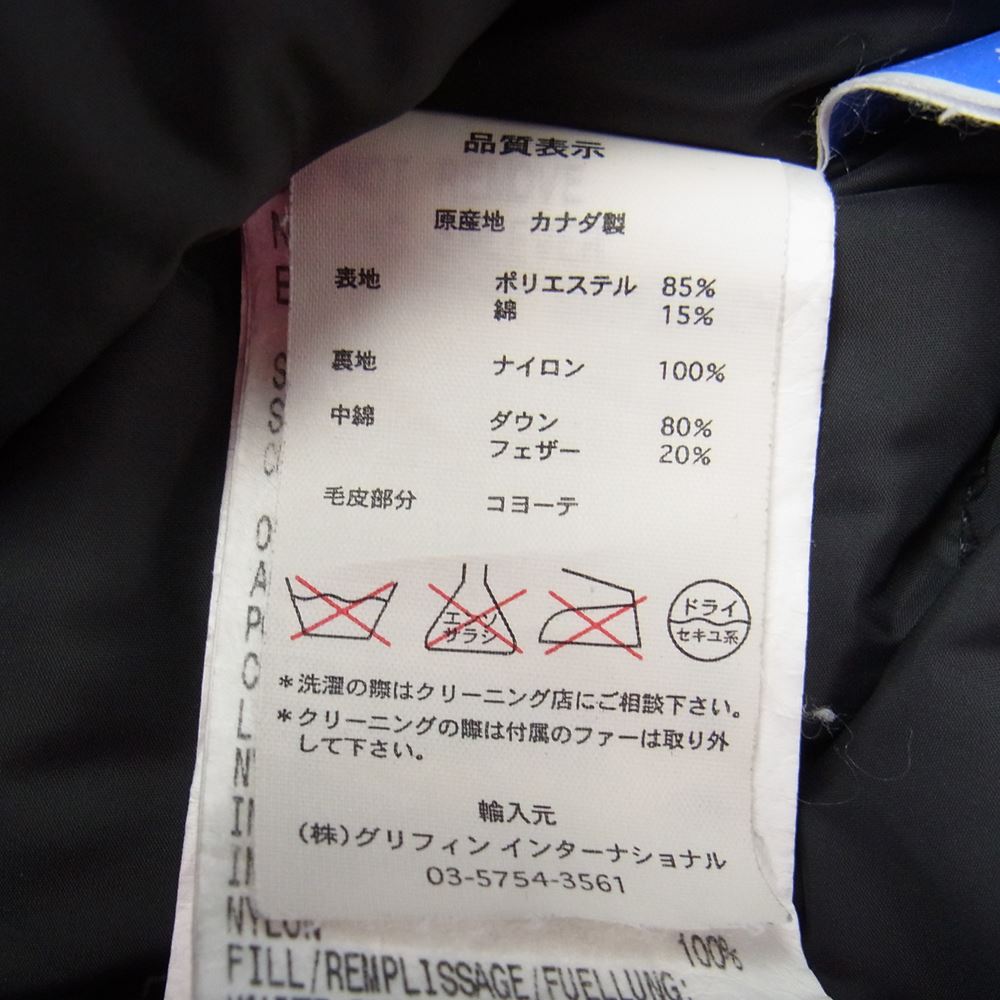 品質表示
原産地 カナダ製
表地 ポリエステル 85%
綿 15%
裏地 ナイロン 100%
中綿 ダウン 80%
フェザー 20%
毛皮部分 コヨーテ
エンソ
サラシ
ドライ
セキユ系
*洗濯の際はクリーニング店にご相談下さい。
*クリーニングの際は付属のファーは取り外
して下さい。
輸入元
(株)グリフィン インターナショナル
03-5754-3561
NYLON 100%
FILL/REMPLISSAGE/FUELLUNG: